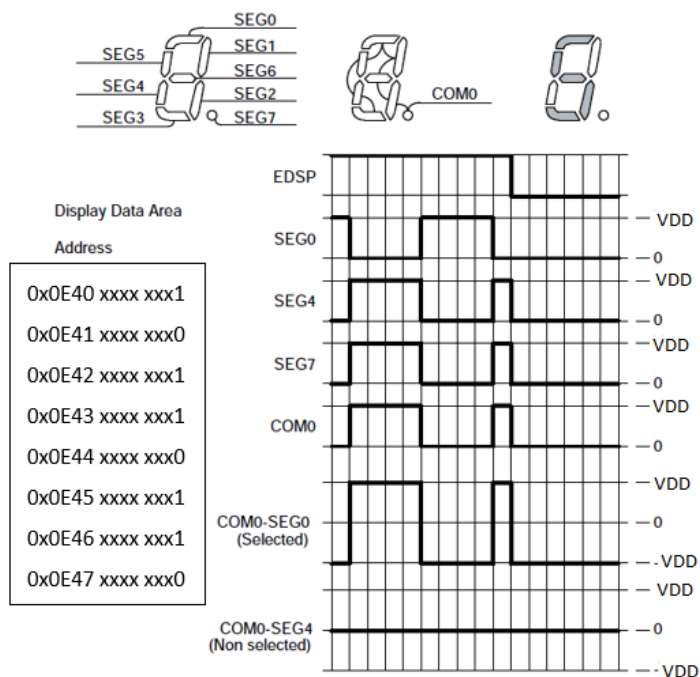 SEG0
SEG5
SEG1
SEG6
SEG4
SEG2
SEG3
SEG7
COM0
EDSP
Display Data Area
Address
0x0E40 xxxx xxx1
0x0E41 xxxx xxx0
0x0E42 xxxx xxx1
0x0E43 xxxx xxx1
0x0E44 xxxx xxx0
0x0E45 xxxx xxx1
0x0E46 xxxx xxx1
0x0E47 xxxx xxx0
SEG0
VDD
0
SEG4
VDD
0
SEG7
VDD
0
COM0
VDD
0
COM0-SEG0
(Selected)
VDD
0
- VDD
COM0-SEG4
(Non selected)
VDD
0
- VDD